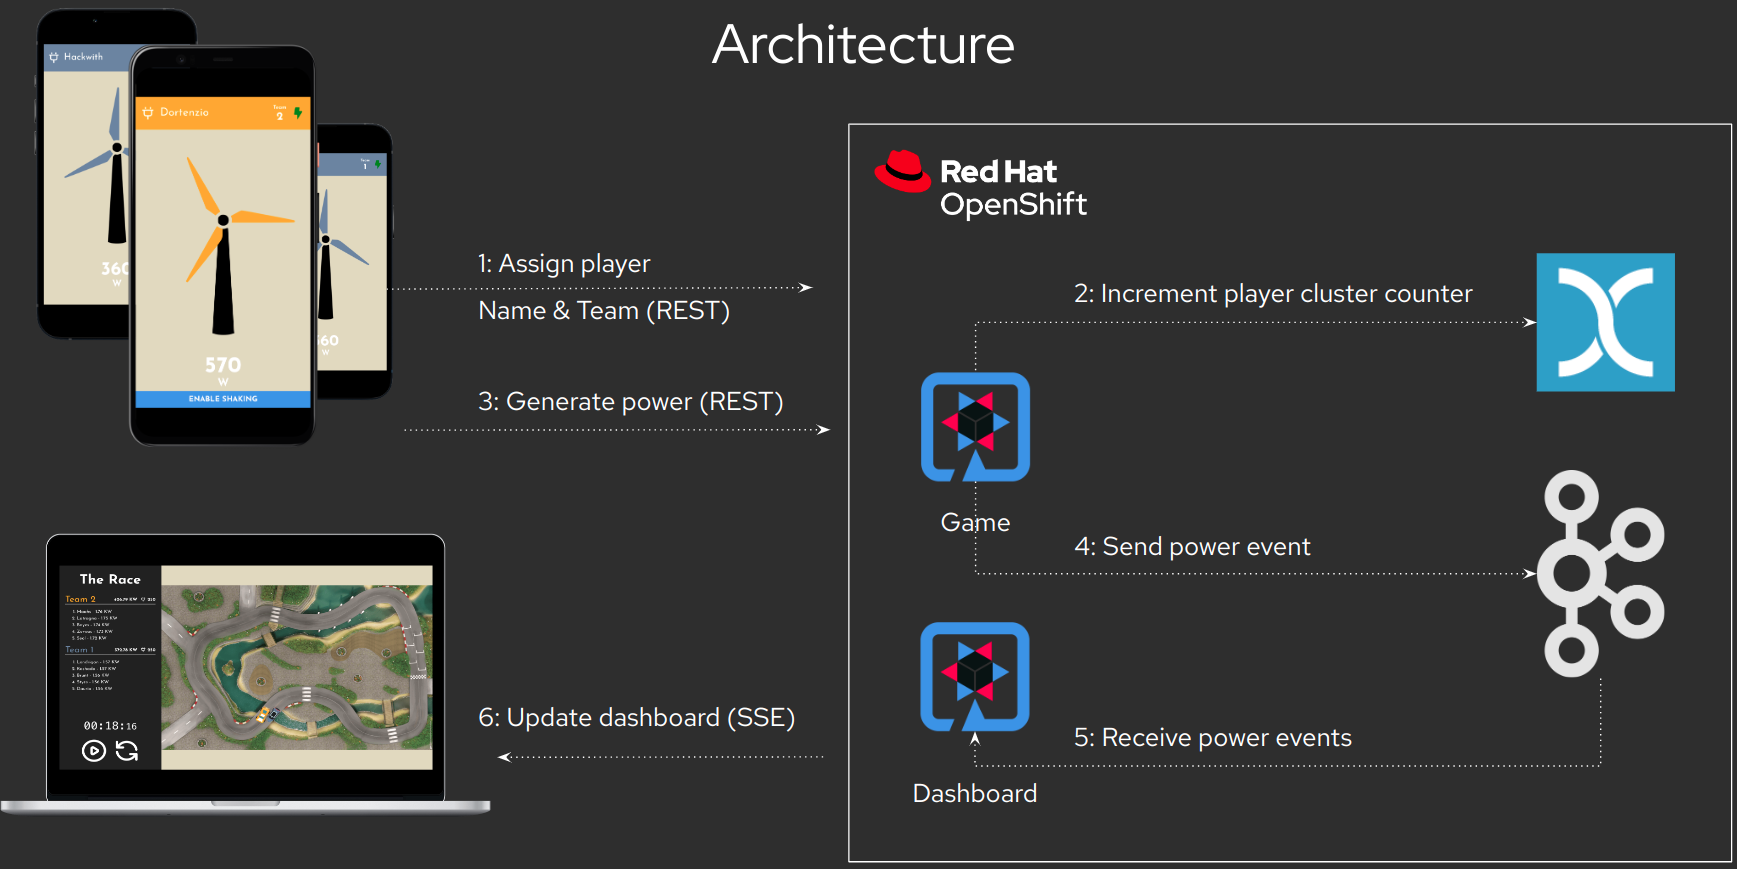 Architecture
Hackwith
360
W
Dortenzio
Team
2
570
W
ENABLE SHAKING
Team
1
60
W
1: Assign player
Name & Team (REST)
3: Generate power (REST)
Red Hat
OpenShift
2: Increment player cluster counter
Game
4: Send power event
5: Receive power events
Dashboard
6: Update dashboard (SSE)
The Race
Team 2
Team 1
00:18:16